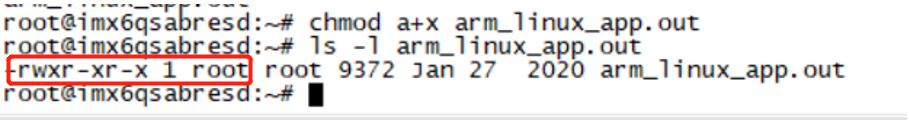 root@imx6qsabresd:~# chmod a+x arm_linux_app.out
root@imx6qsabresd:~# ls -l arm_linux_app.out
-rwxr-xr-x 1 root root 9372 Jan 27  2020 arm_linux_app.out
root@imx6qsabresd:~#